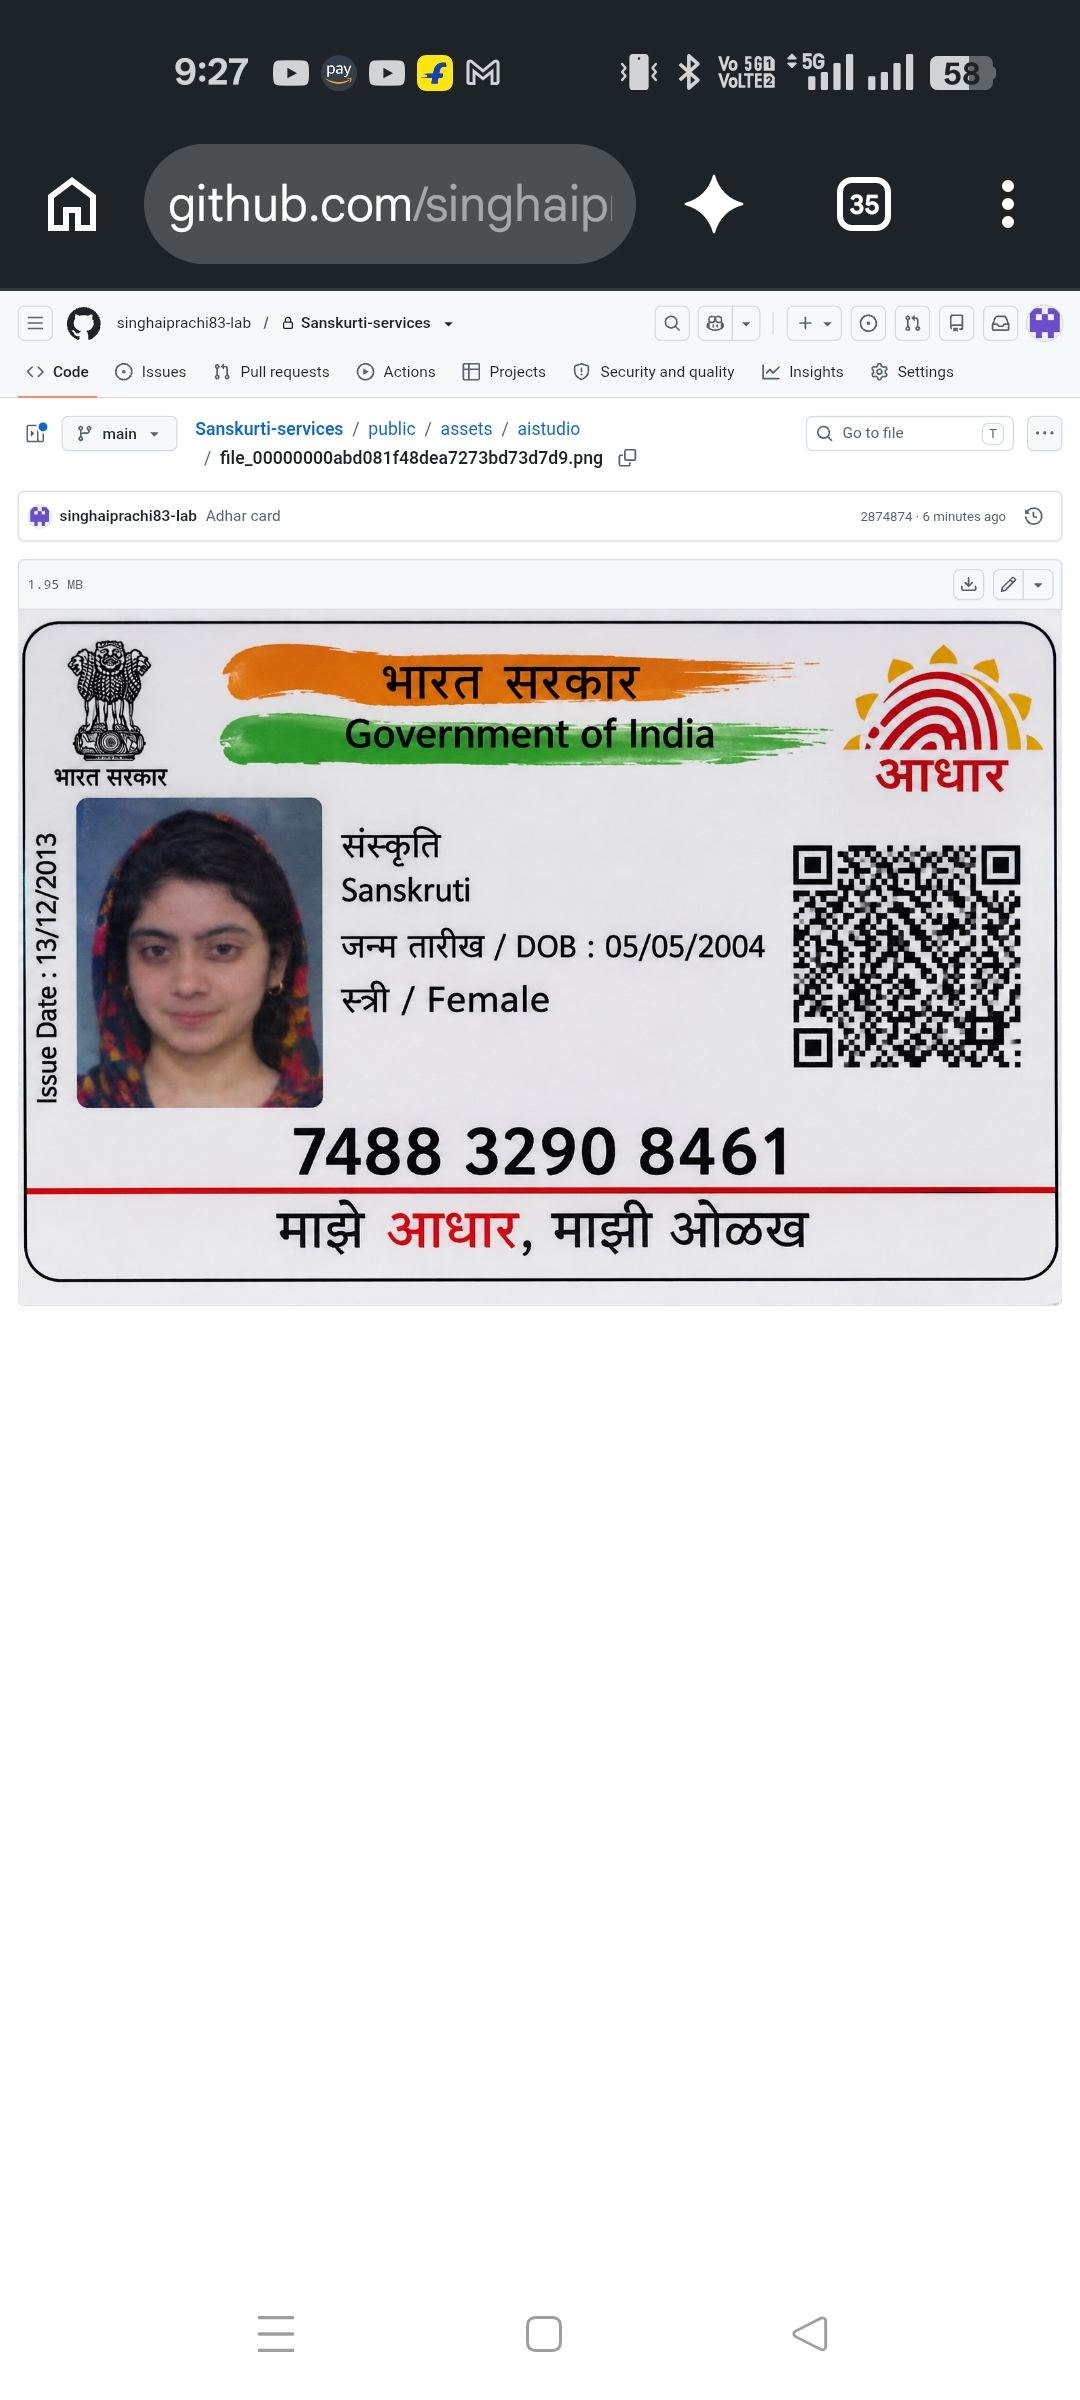 9:27
pay
Vo 5G1
VoLTE2
5G
58
github.com/singhaip
35
singhaiprachi83-lab / Sanskurti-services
Code Issues Pull requests Actions Projects Security and quality Insights Settings
main
Sanskurti-services / public / assets / aistudio
/ file_00000000abd081f48dea7273bd73d7d9.png
Go to file T
singhaiprachi83-lab Adhar card
2874874 · 6 minutes ago
1.95 MB
भारत सरकार
Government of India
भारत सरकार
आधार
Issue Date : 13/12/2013
संस्कृति
Sanskruti
जन्म तारीख / DOB : 05/05/2004
स्त्री / Female
7488 3290 8461
माझे आधार, माझी ओळख